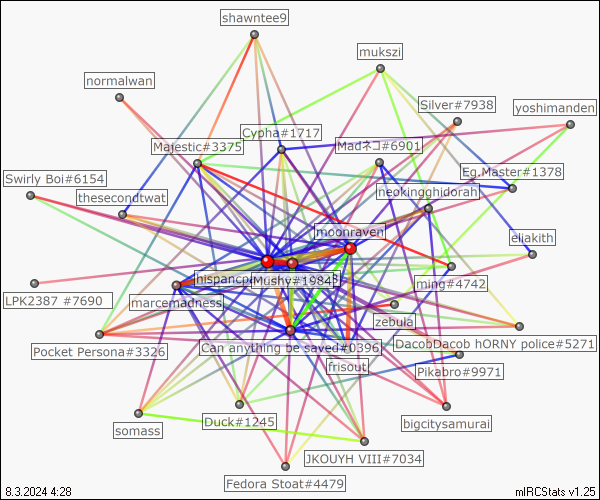 shawntee9
mukszi
normalwan
Silver#7938
yoshimanden
Cypha#1717
Majestic#3375
Madネコ#6901
Swirly Boi#6154
Eg.Master#1378
thesecondtwat
neokingghidorah
moonraven
eliakith
Mushy#1984
ming#4742
marcemadness
LPK2387 #7690
zebuia
Pocket Persona#3326
Can anything be saved#0396
DacobDacob hORNY police#5271
frisout
Pikabro#9971
somass
Duck#1245
bigcitysamurai
JKOUYH VIII#7034
Fedora Stoat#4479
8.3.2024 4:28
mIRCStats v1.25